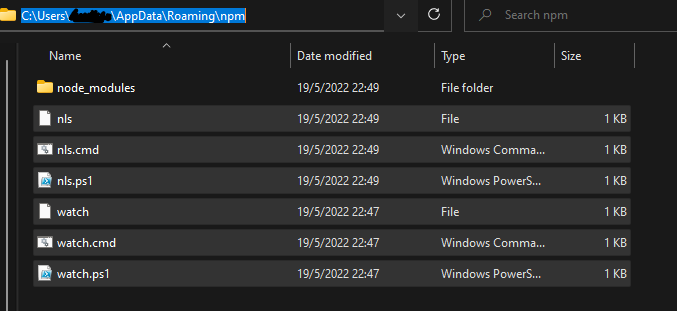 C:\Users\ \AppData\Roaming\npm Search npm
Name Date modified Type Size
node_modules 19/5/2022 22:49 File folder
nls 19/5/2022 22:49 File 1 KB
nls.cmd 19/5/2022 22:49 Windows Comma... 1 KB
nls.ps1 19/5/2022 22:49 Windows PowerS... 1 KB
watch 19/5/2022 22:47 File 1 KB
watch.cmd 19/5/2022 22:47 Windows Comma... 1 KB
watch.ps1 19/5/2022 22:47 Windows PowerS... 1 KB